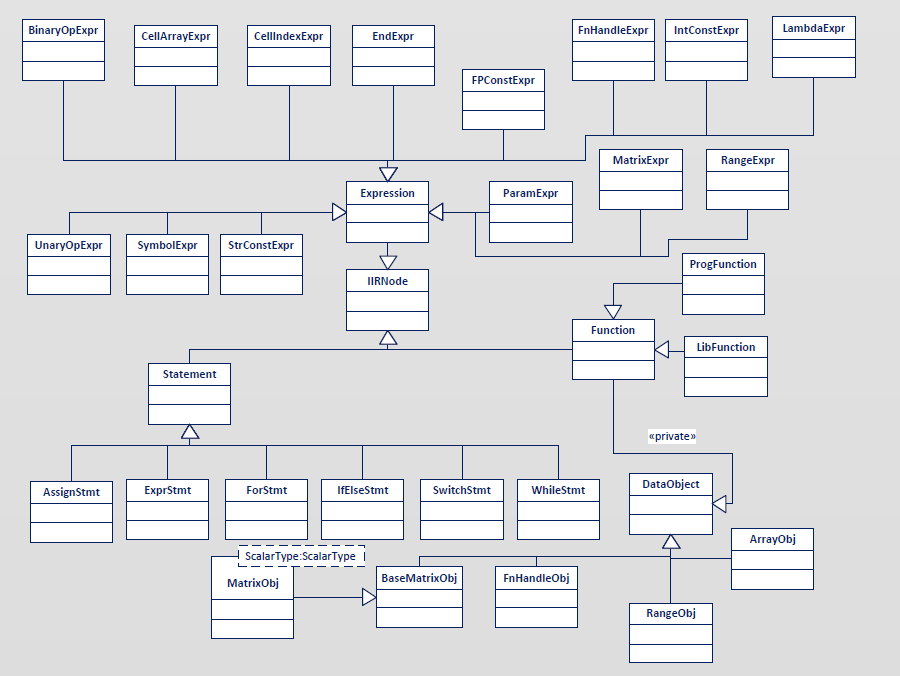 BinaryOpExpr
CellArrayExpr
CellIndexExpr
EndExpr
FPConstExpr
FnHandleExpr
IntConstExpr
LambdaExpr
MatrixExpr
RangeExpr
Expression
ParamExpr
UnaryOpExpr
SymbolExpr
StrConstExpr
IIRNode
ProgFunction
Function
LibFunction
Statement
«private»
AssignStmt
ExprStmt
ForStmt
IfElseStmt
SwitchStmt
WhileStmt
DataObject
ArrayObj
ScalarType:ScalarType
MatrixObj
BaseMatrixObj
FnHandleObj
RangeObj